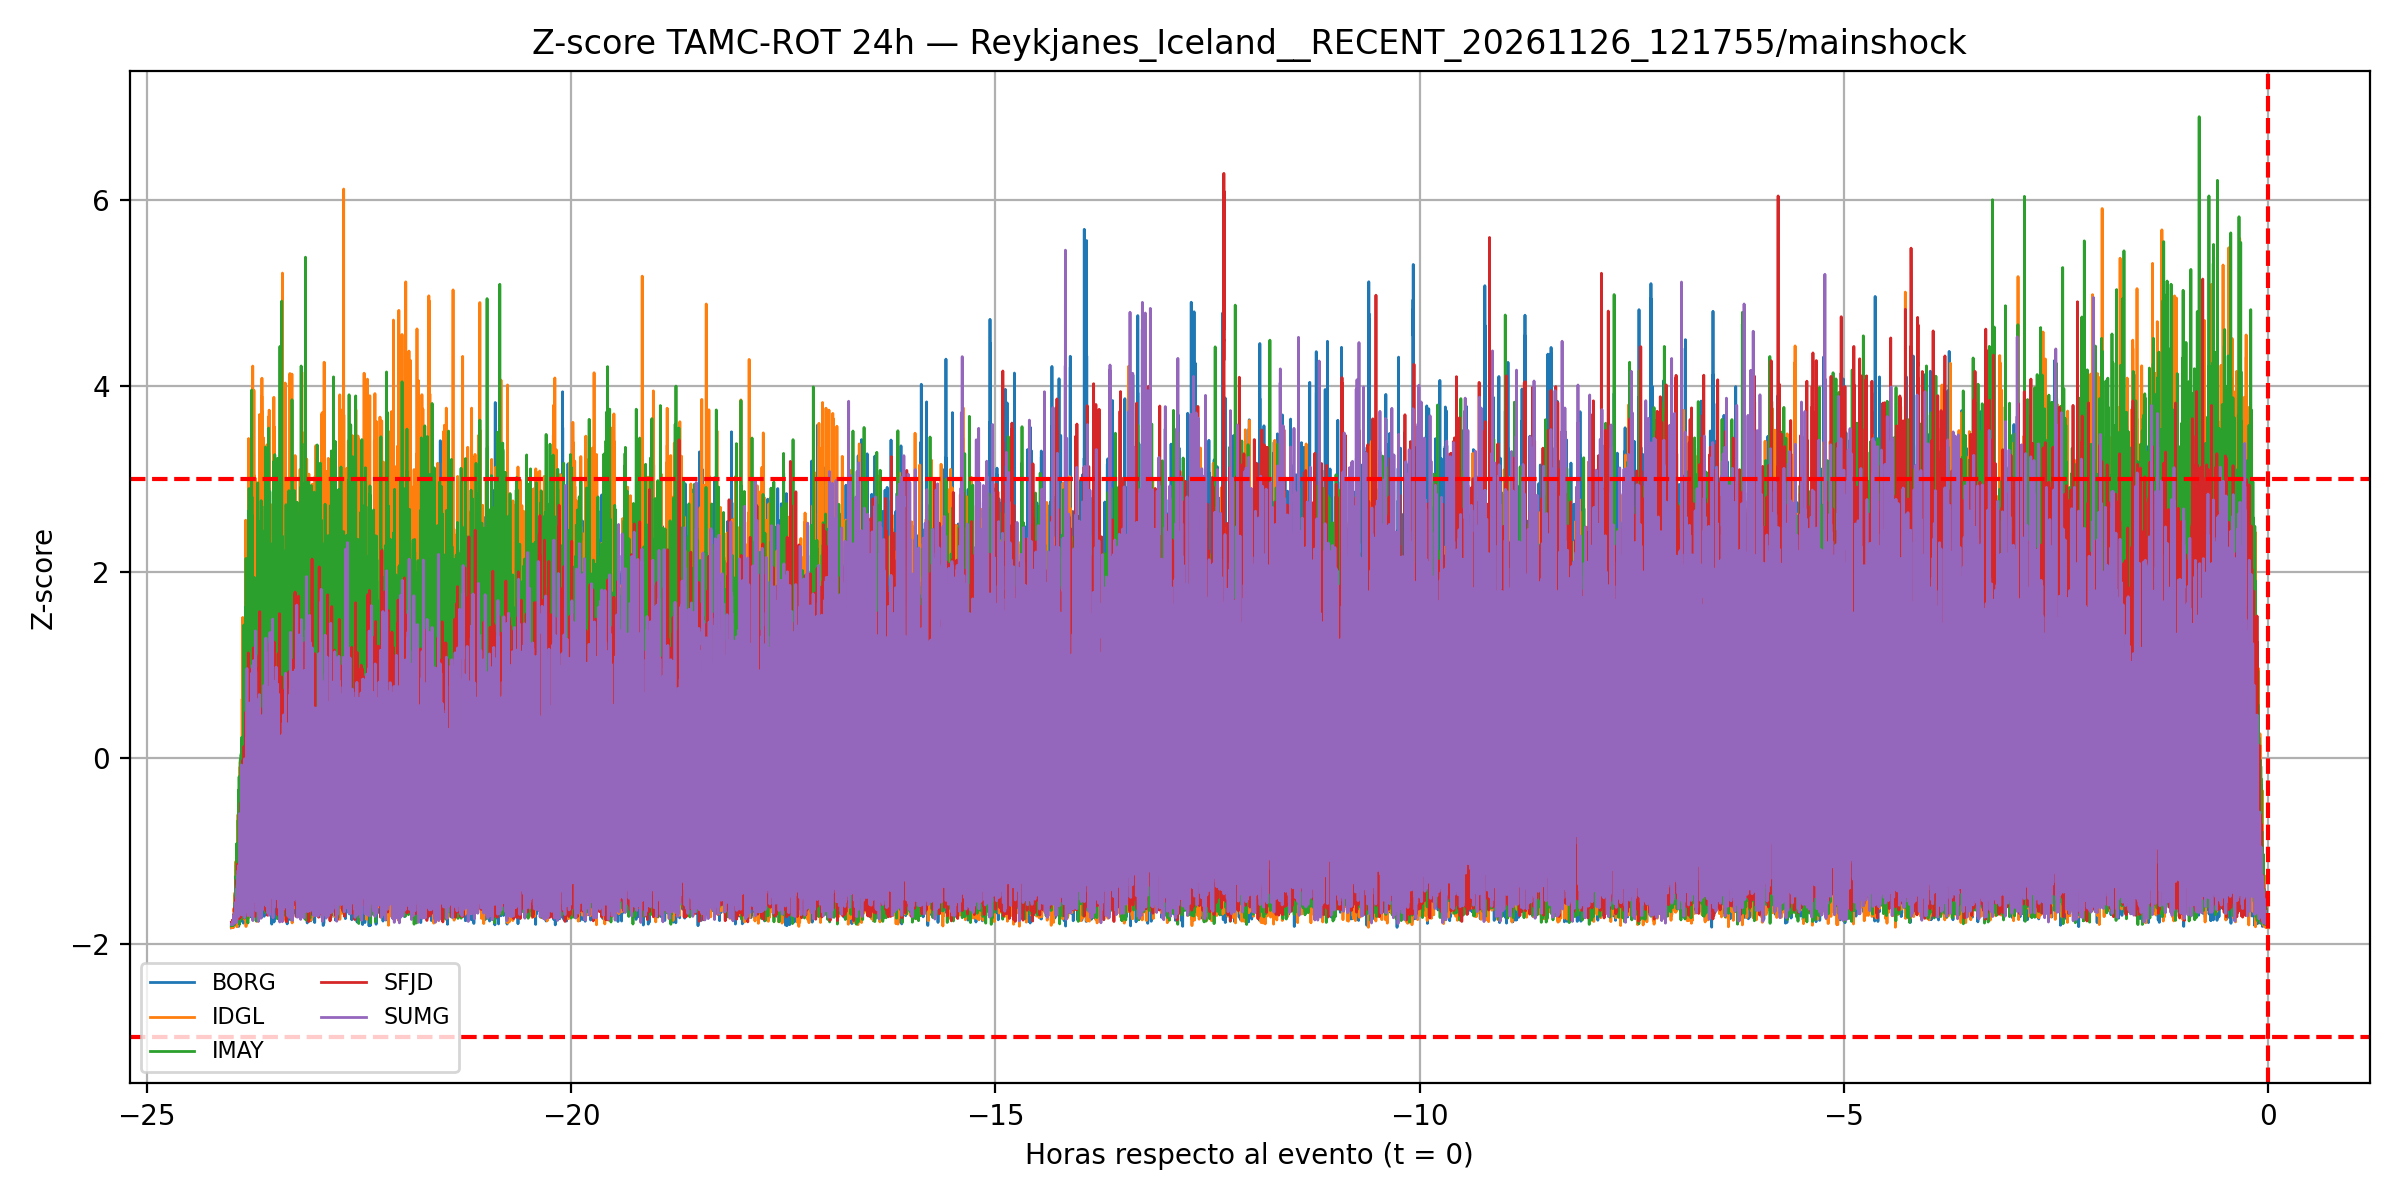 Z-score TAMC-ROT 24h — Reykjanes_Iceland__RECENT_20261126_121755/mainshock
Z-score
6
4
2
0
−2
BORG
IDGL
IMAY
SFJD
SUMG
−25
−20
−15
−10
−5
0
Horas respecto al evento (t = 0)